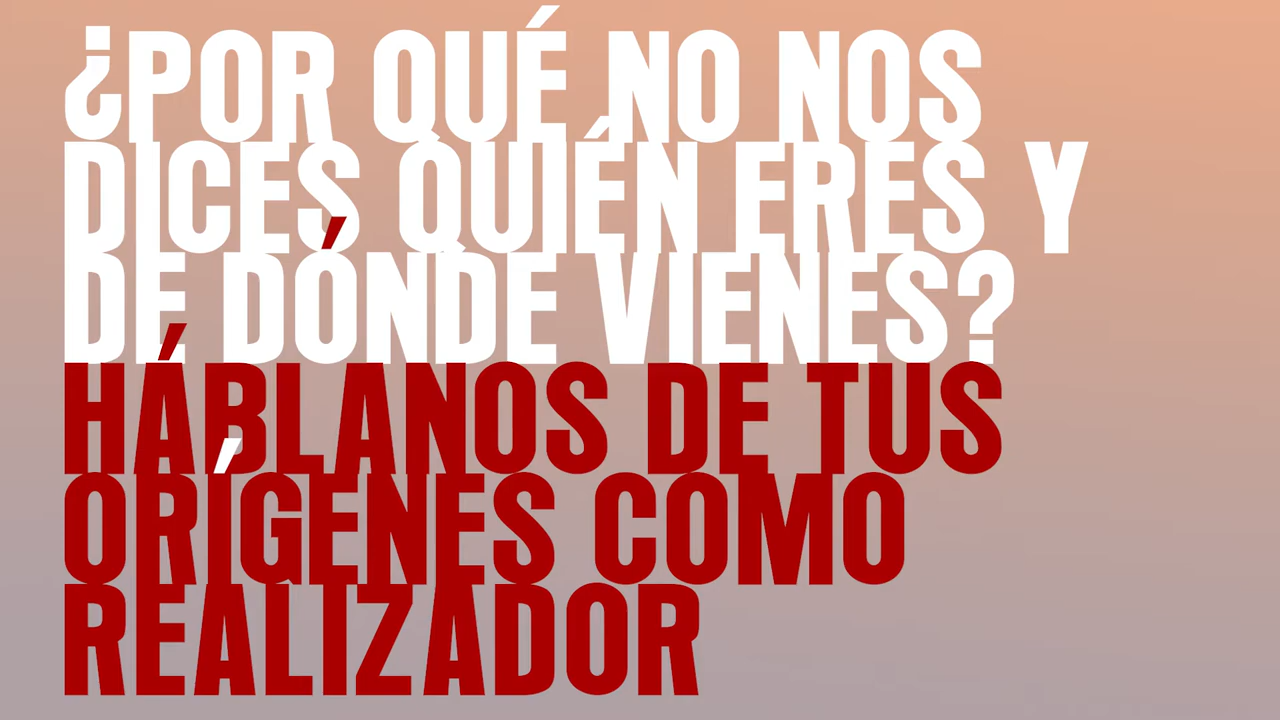 ¿POR QUÉ NO NOS
DICES QUIÉN ERES Y
DE DÓNDE VIENES?
HÁBLANOS DE TUS
ORÍGENES COMO
REALIZADOR